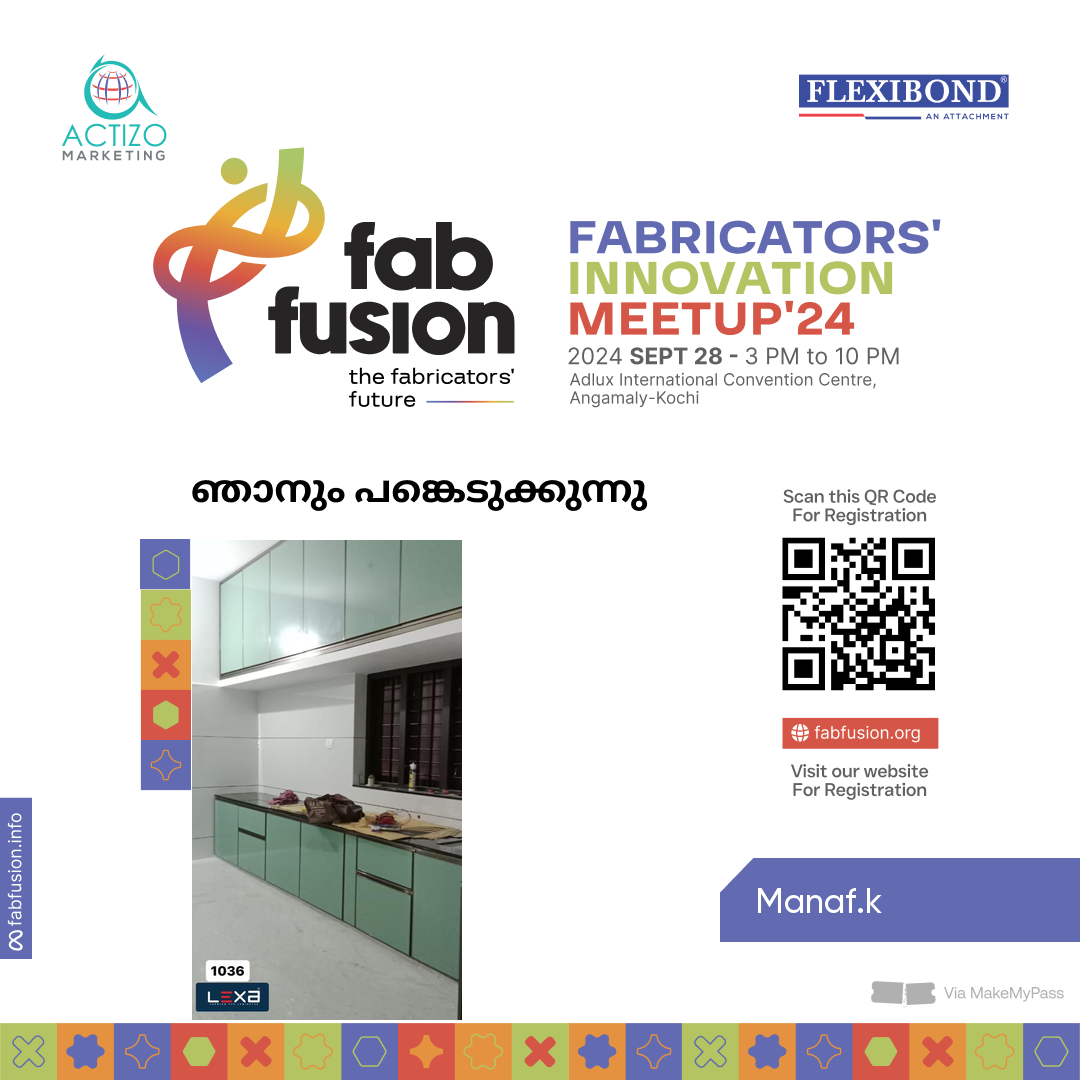 ACTIZO
MARKETING
FLEXIBOND®
AN ATTACHMENT
fab
fusion
the fabricators'
future
FABRICATORS'
INNOVATION
MEETUP'24
2024 SEPT 28 - 3 PM to 10 PM
Adlux International Convention Centre,
Angamaly-Kochi
ഞാനും പങ്കെടുക്കുന്നു
Scan this QR Code
For Registration
fabfusion.org
Visit our website
For Registration
fabfusion.info
Manaf.k
1036
LEXA
Via MakeMyPass